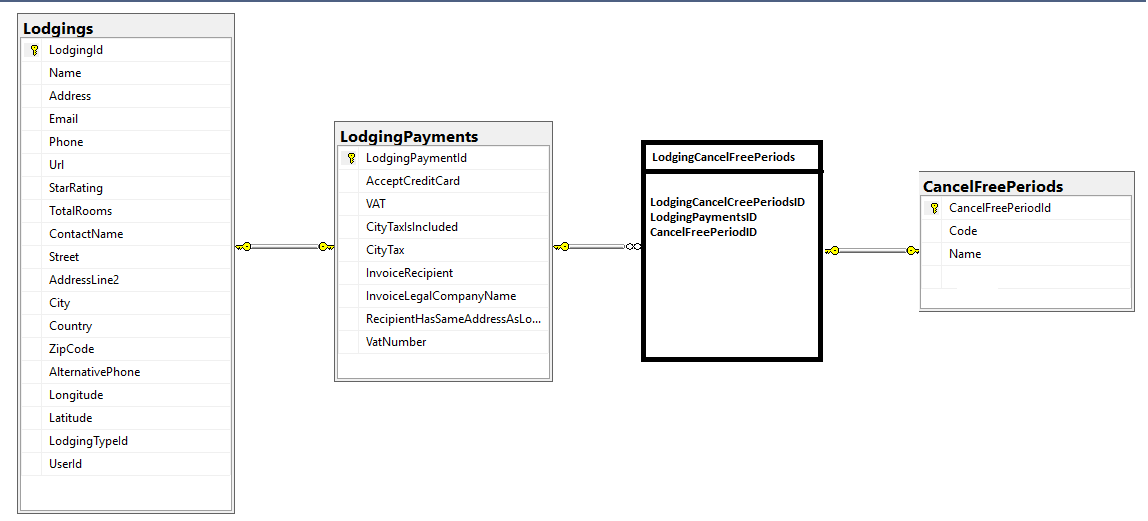 Lodgings
LodgingId
Name
Address
Email
Phone
Url
StarRating
TotalRooms
ContactName
Street
AddressLine2
City
Country
ZipCode
AlternativePhone
Longitude
Latitude
LodgingTypeId
UserId
LodgingPayments
LodgingPaymentId
AcceptCreditCard
VAT
CityTaxIsIncluded
CityTax
InvoiceRecipient
InvoiceLegalCompanyName
RecipientHasSameAddressAsLo...
VatNumber
LodgingCancelFreePeriods
LodgingCancelCreePeriodsID
LodgingPaymentsID
CancelFreePeriodID
CancelFreePeriods
CancelFreePeriodId
Code
Name